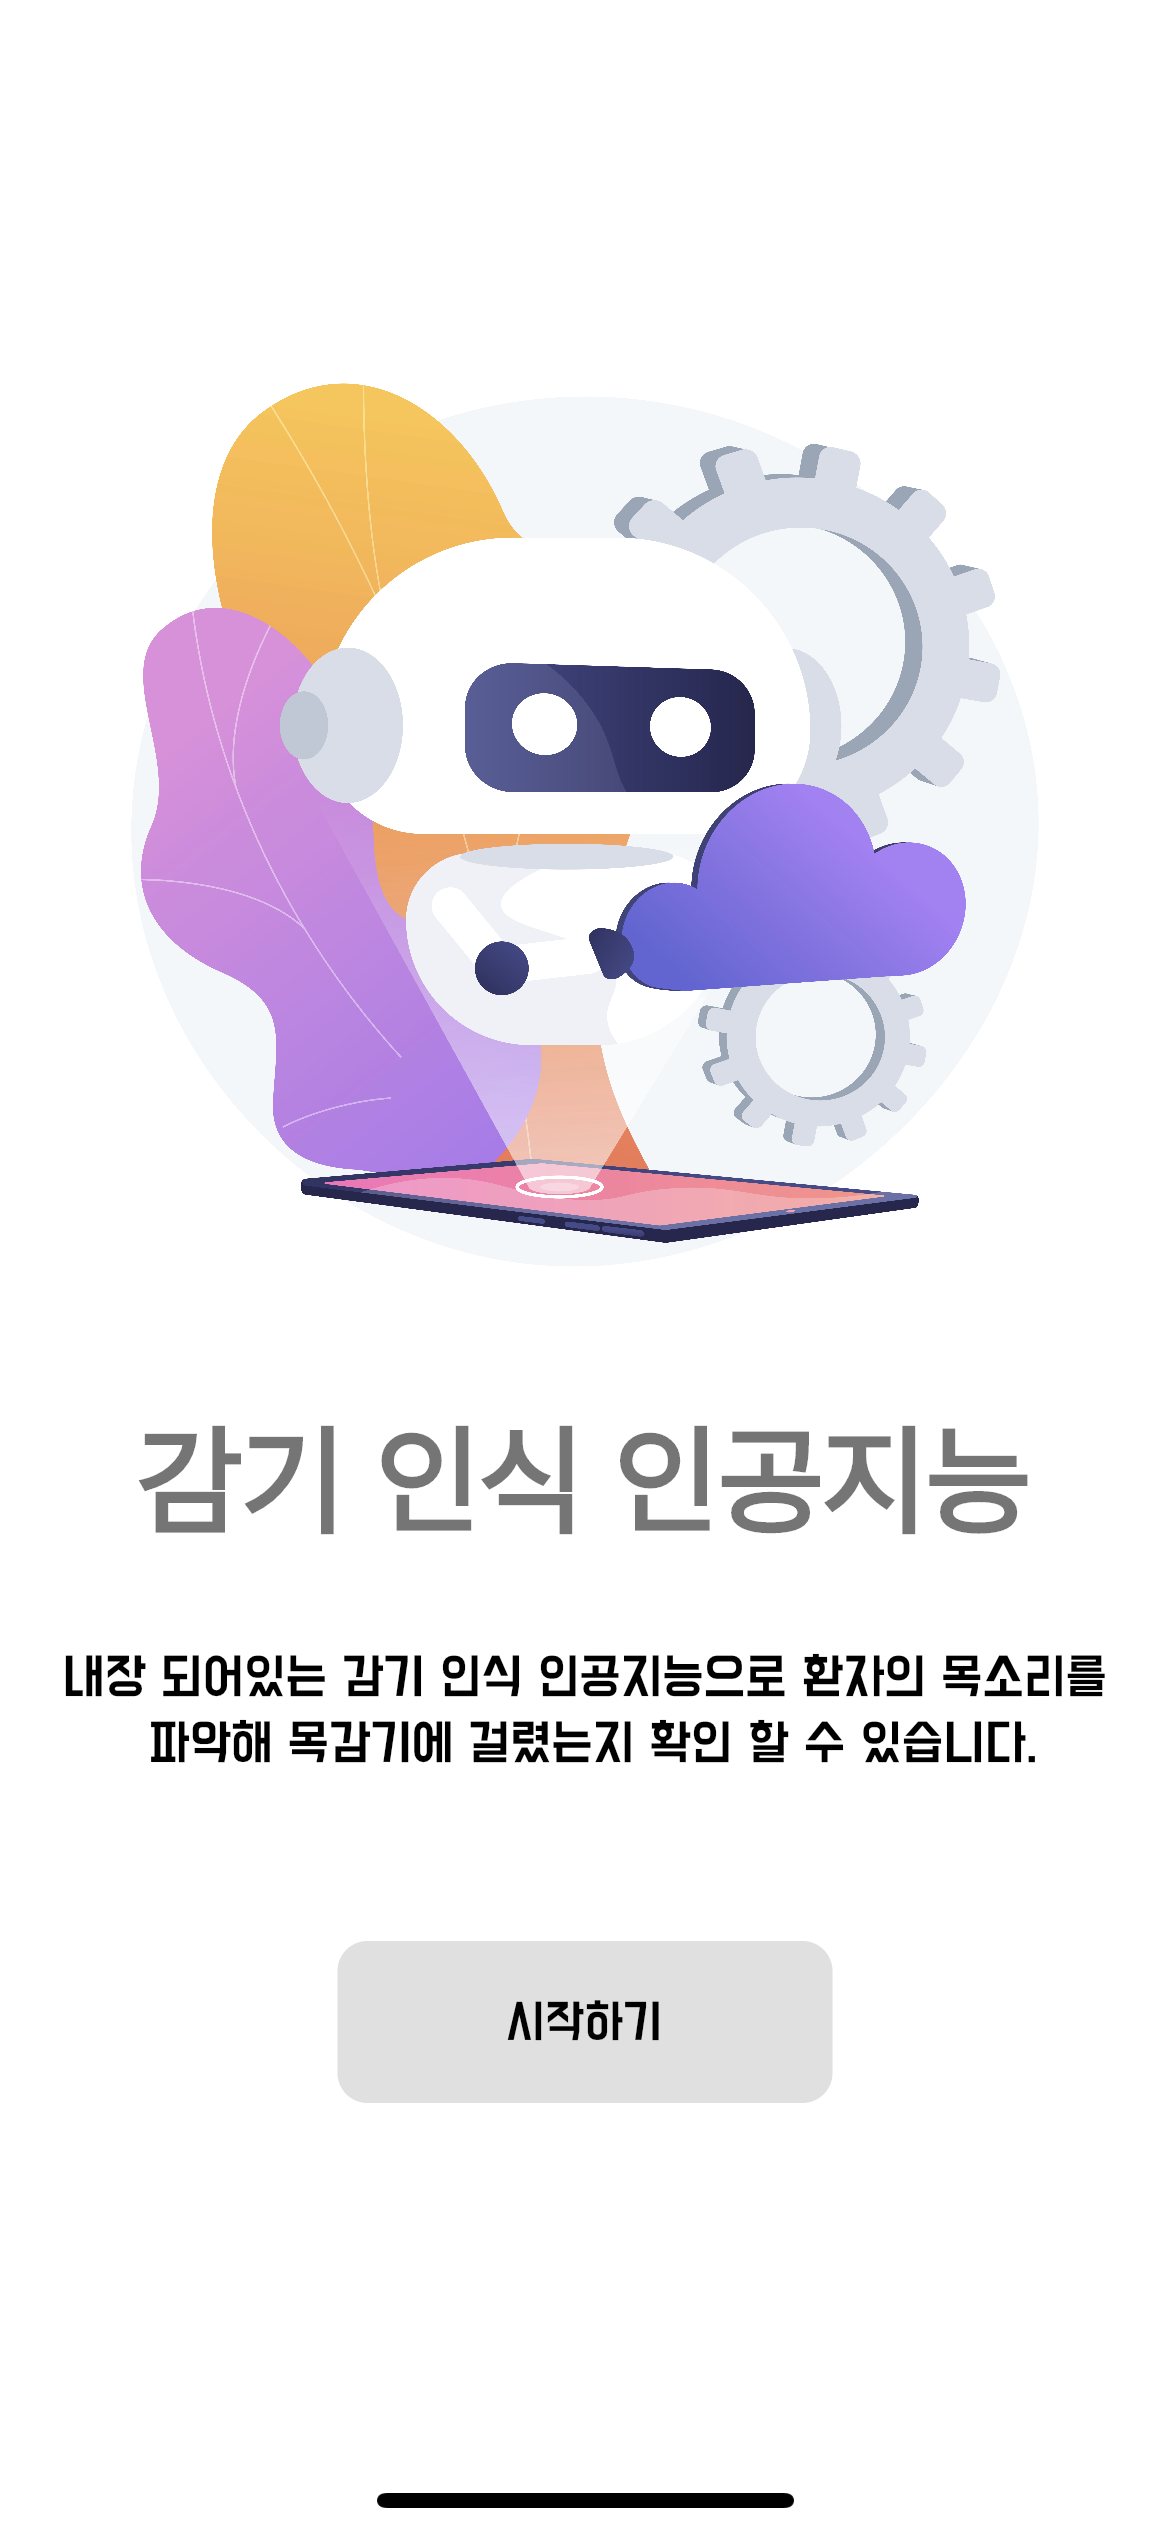 감기 인식 인공지능
내장 되어있는 감기 인식 인공지능으로 환자의 목소리를
파악해 목감기에 걸렸는지 확인 할 수 있습니다.
시작하기